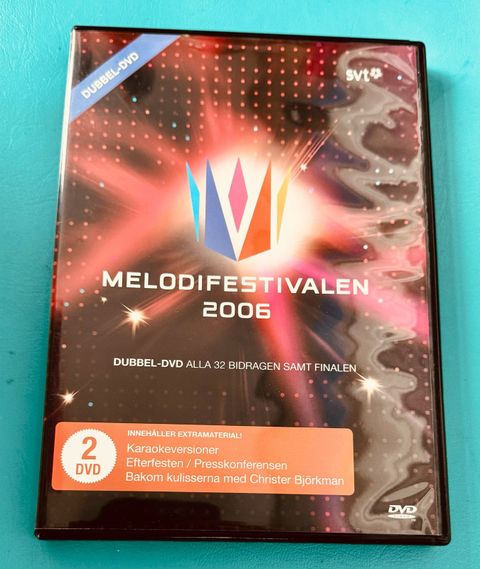 DUBBEL-DVD
svt
MELODIFESTIVALEN
2006
DUBBEL-DVD ALLA 32 BIDRAGEN SAMT FINALEN
2
DVD
INNEHÅLLER EXTRAMATERIAL!
Karaokeversioner
Efterfesten / Presskonferensen
Bakom kulisserna med Christer Björkman
DVD